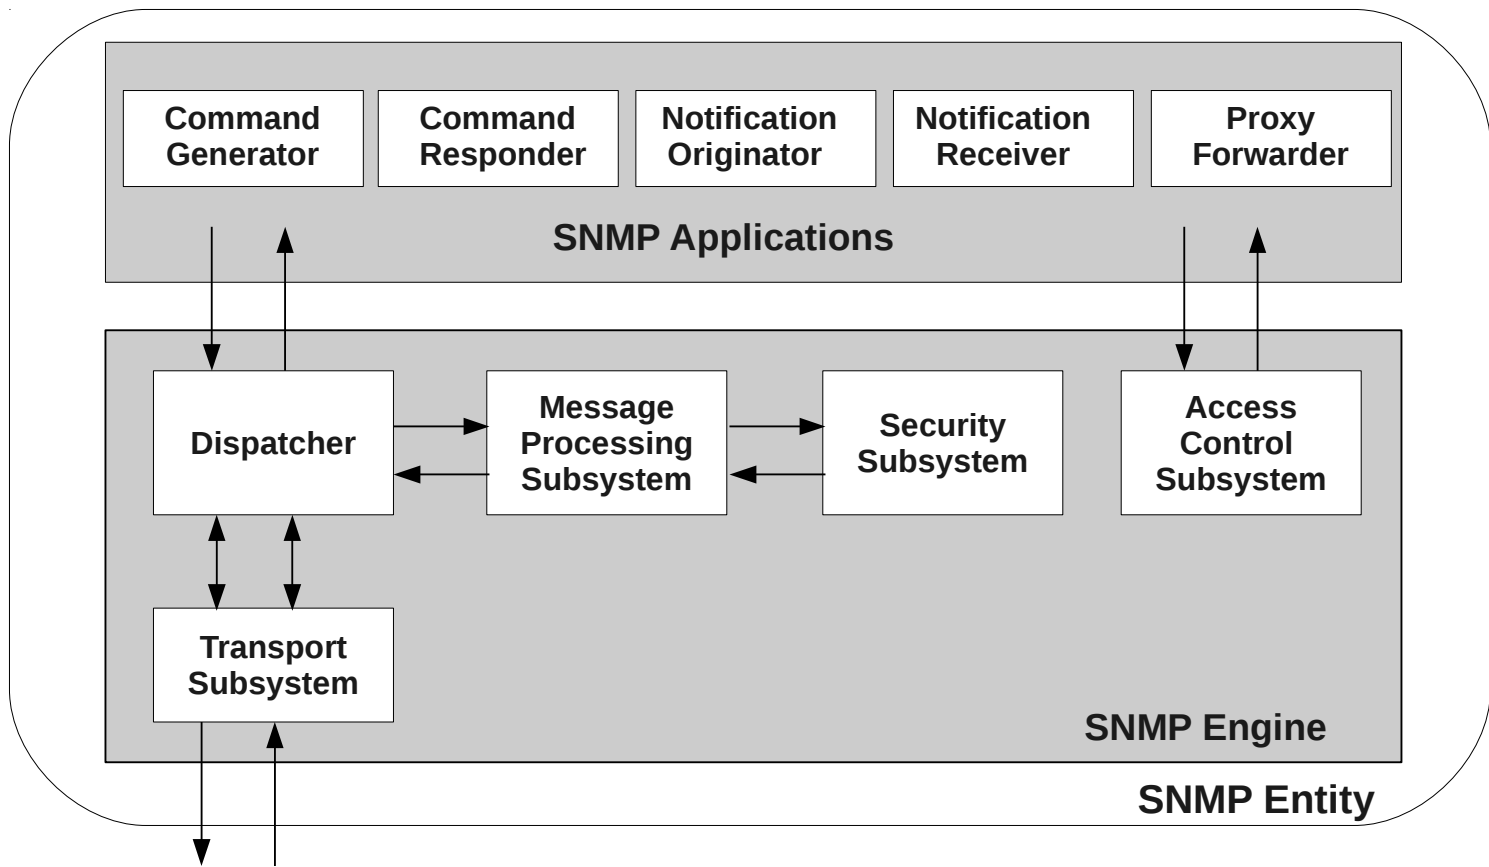 Command
Generator
Command
Responder
Notification
Originator
Notification
Receiver
Proxy
Forwarder
SNMP Applications
Dispatcher
Message
Processing
Subsystem
Security
Subsystem
Access
Control
Subsystem
Transport
Subsystem
SNMP Engine
SNMP Entity